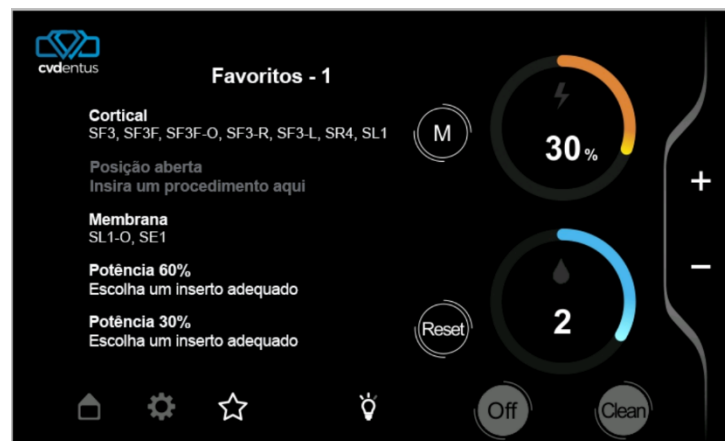 cvdentus
Favoritos - 1
Cortical
SF3, SF3F, SF3F-O, SF3-R, SF3-L, SR4, SL1
M
30%
Posição aberta
Insira um procedimento aqui
+
Membrana
SL1-O, SE1
−
Potência 60%
Escolha um inserto adequado
Potência 30%
Escolha um inserto adequado
Reset
2
Off
Clean